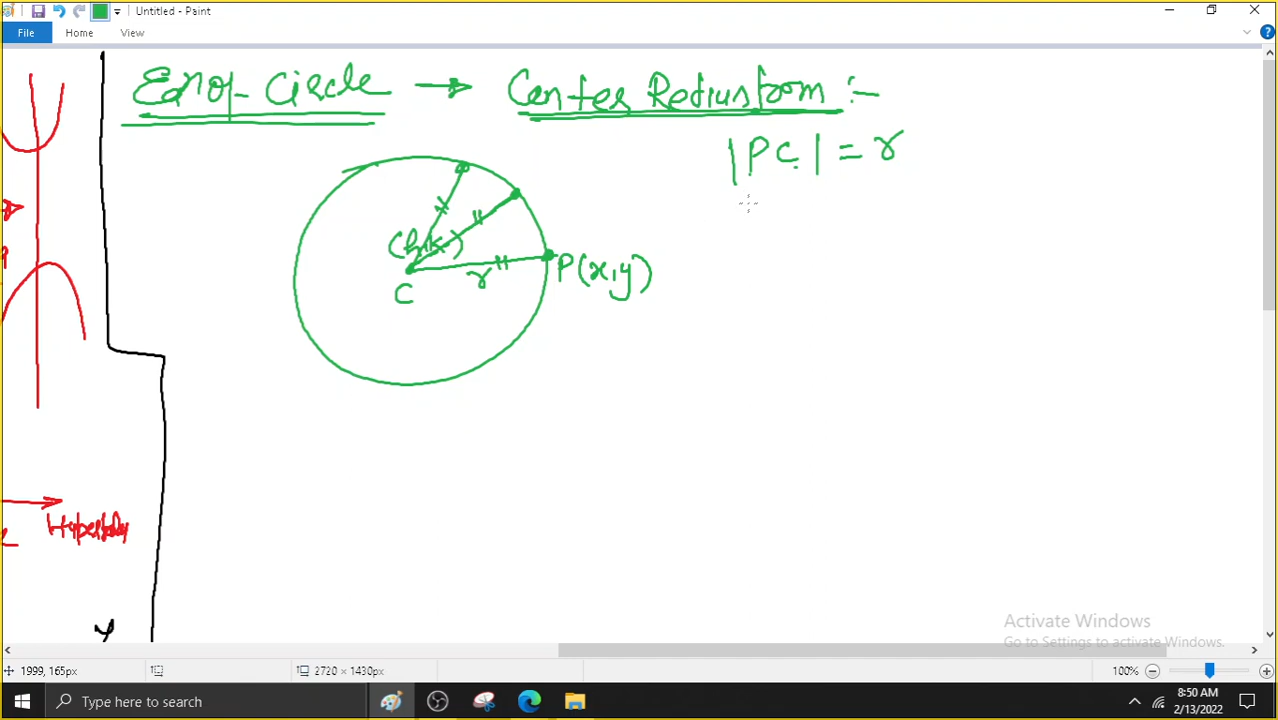 Untitled - Paint
File Home View
Eqn of Circle → Center Radius form :-
|PC| = r
(h,k)
P(x,y)
r
C
Hyperbola
y
Activate Windows
Go to Settings to activate Windows.
1999, 165px
2720 × 1430px
100%
Type here to search
8:50 AM
2/13/2022